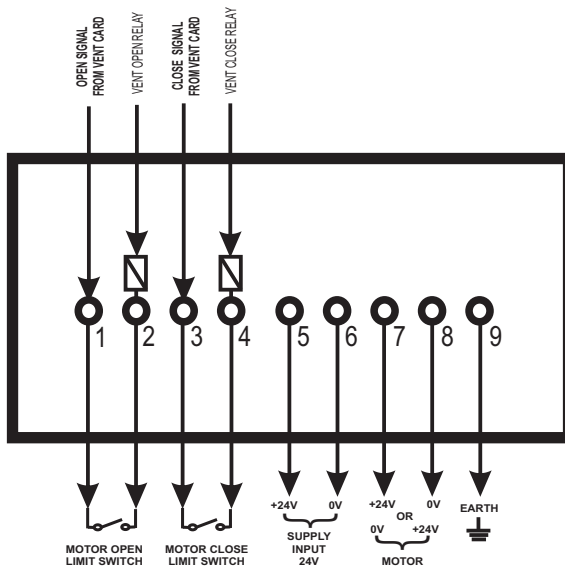 OPEN SIGNAL
FROM VENT CARD
VENT OPEN RELAY
CLOSE SIGNAL
FROM VENT CARD
VENT CLOSE RELAY
1 2 3 4 5 6 7 8 9
+24V 0V +24V 0V EARTH
OR
0V +24V
SUPPLY
INPUT
24V
MOTOR OPEN
LIMIT SWITCH
MOTOR CLOSE
LIMIT SWITCH
MOTOR